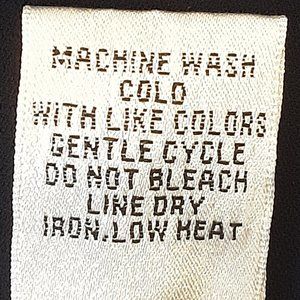 MACHINE WASH
COLD
WITH LIKE COLORS
GENTLE CYCLE
DO NOT BLEACH
LINE DRY
IRON.LOW HEAT